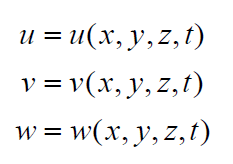 u = u(x, y, z, t)
v = v(x, y, z, t)
w = w(x, y, z, t)